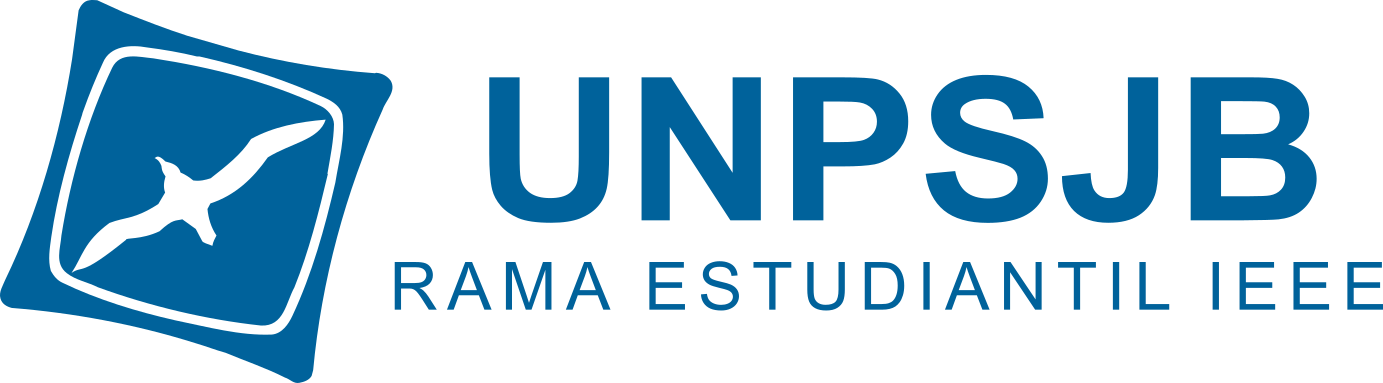 UNPSJB
RAMA ESTUDIANTIL IEEE